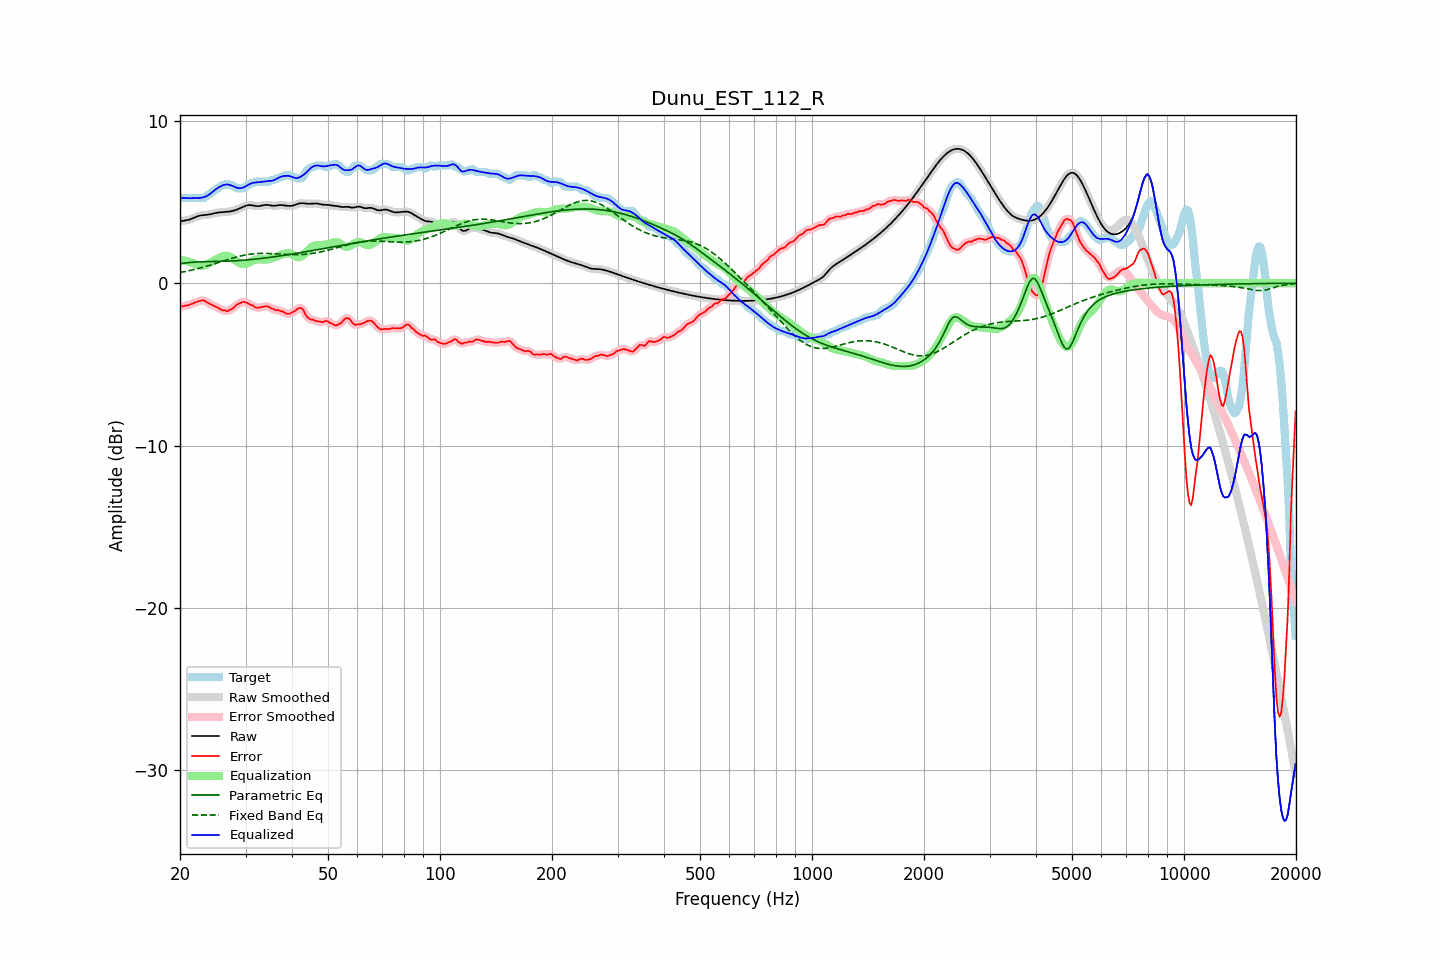 Dunu_EST_112_R
10
0
−10
−20
−30
Amplitude (dBr)
Target
Raw Smoothed
Error Smoothed
Raw
Error
Equalization
Parametric Eq
Fixed Band Eq
Equalized
20 50 100 200 500 1000 2000 5000 10000 20000
Frequency (Hz)